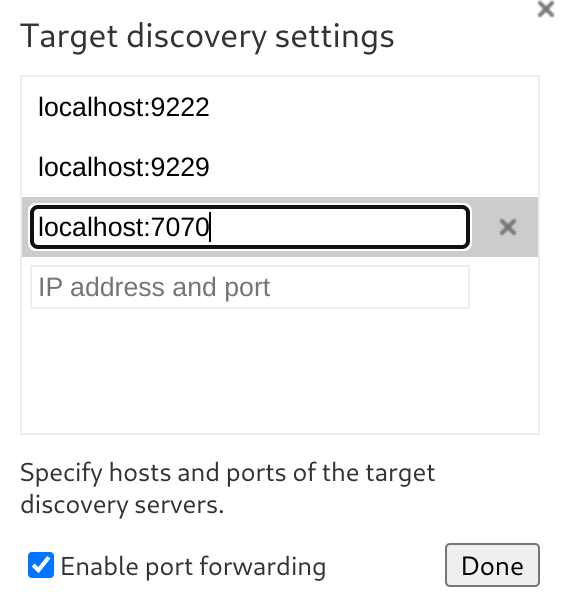 Target discovery settings
localhost:9222
localhost:9229
localhost:7070
IP address and port
Specify hosts and ports of the target
discovery servers.
Enable port forwarding
Done